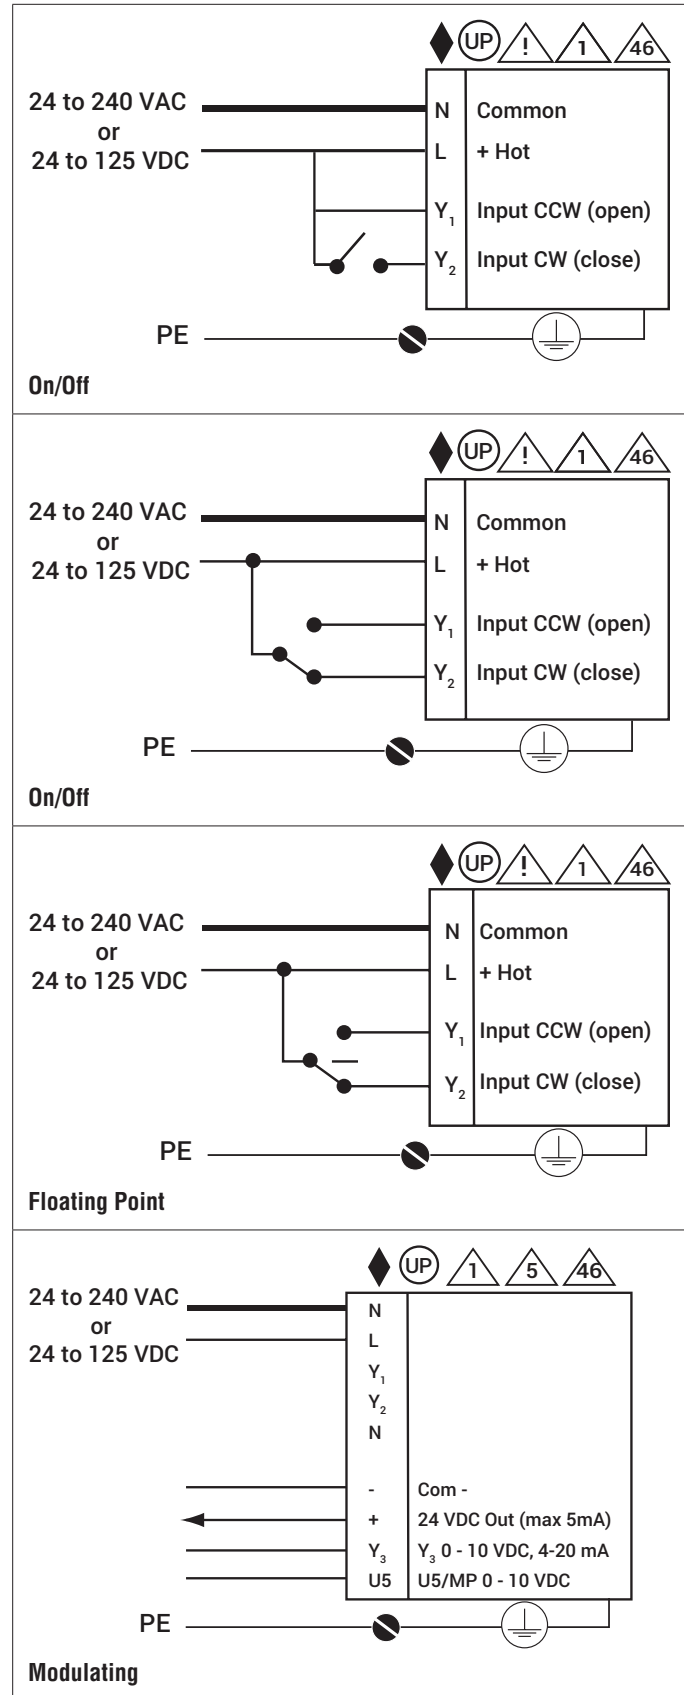 UP ! 1 46
24 to 240 VAC
or
24 to 125 VDC
N Common
L + Hot
Y1 Input CCW (open)
Y2 Input CW (close)
PE
On/Off
UP ! 1 46
24 to 240 VAC
or
24 to 125 VDC
N Common
L + Hot
Y1 Input CCW (open)
Y2 Input CW (close)
PE
On/Off
UP ! 1 46
24 to 240 VAC
or
24 to 125 VDC
N Common
L + Hot
Y1 Input CCW (open)
Y2 Input CW (close)
PE
Floating Point
UP 1 5 46
24 to 240 VAC
or
24 to 125 VDC
N
L
Y1
Y2
N
- Com -
+ 24 VDC Out (max 5mA)
Y3 Y3 0 - 10 VDC, 4-20 mA
U5 U5/MP 0 - 10 VDC
PE
Modulating